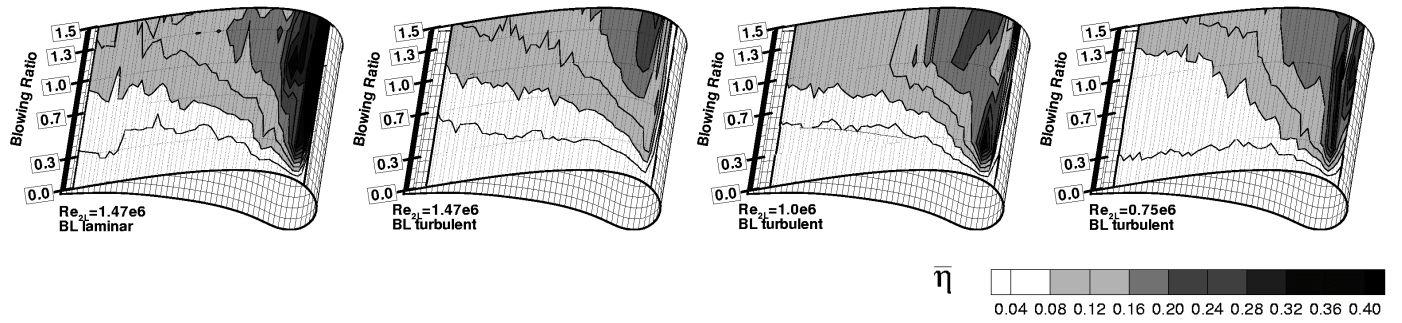 Blowing Ratio
1.5
1.3
1.0
0.7
0.3
0.0
Re2L=1.47e6
BL laminar
Blowing Ratio
1.5
1.3
1.0
0.7
0.3
0.0
Re2L=1.47e6
BL turbulent
Blowing Ratio
1.5
1.3
1.0
0.7
0.3
0.0
Re2L=1.0e6
BL turbulent
Blowing Ratio
1.5
1.3
1.0
0.7
0.3
0.0
Re2L=0.75e6
BL turbulent
η̅
0.04 0.08 0.12 0.16 0.20 0.24 0.28 0.32 0.36 0.40